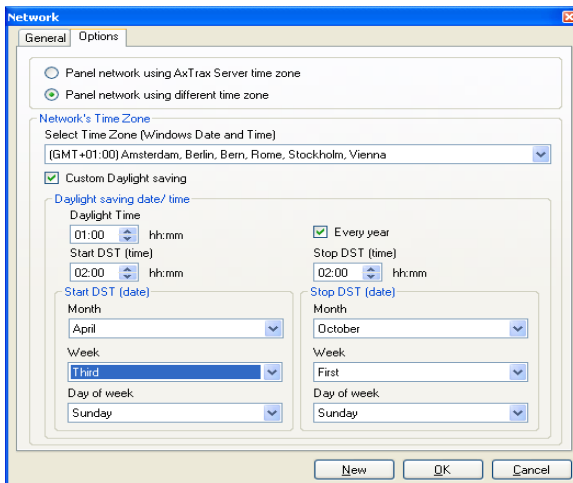 Network
General Options
Panel network using AxTrax Server time zone
Panel network using different time zone
Network's Time Zone
Select Time Zone (Windows Date and Time)
(GMT+01:00) Amsterdam, Berlin, Bern, Rome, Stockholm, Vienna
Custom Daylight saving
Daylight saving date/ time
Daylight Time
01:00 hh:mm Every year
Start DST (time) Stop DST (time)
02:00 hh:mm 02:00 hh:mm
Start DST (date) Stop DST (date)
Month Month
April October
Week Week
Third First
Day of week Day of week
Sunday Sunday
New OK Cancel